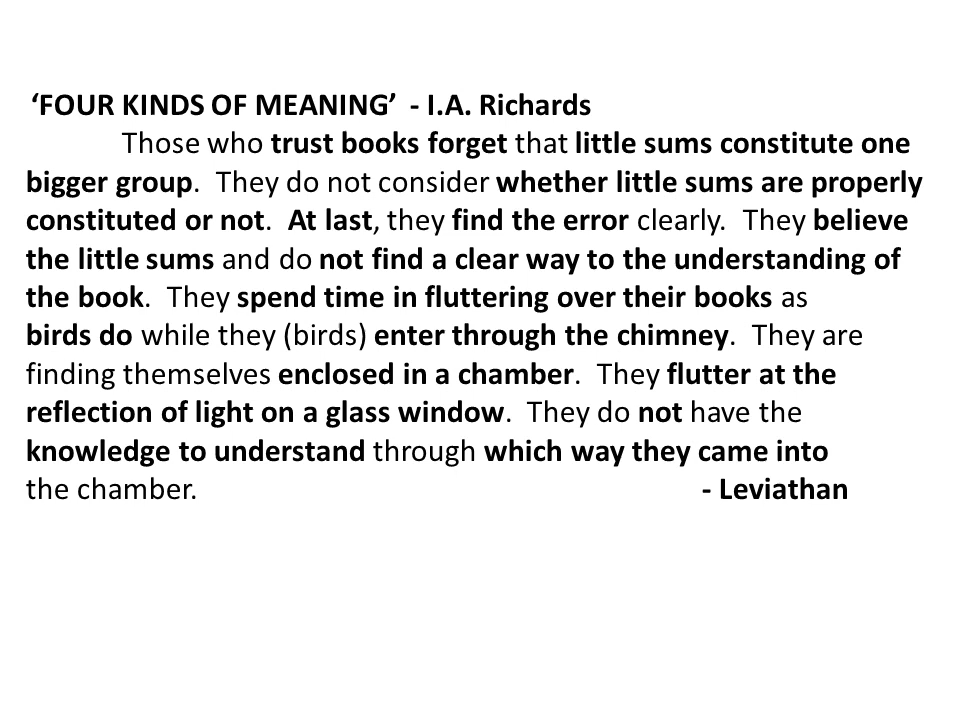 ‘FOUR KINDS OF MEANING’ - I.A. Richards
Those who trust books forget that little sums constitute one
bigger group. They do not consider whether little sums are properly
constituted or not. At last, they find the error clearly. They believe
the little sums and do not find a clear way to the understanding of
the book. They spend time in fluttering over their books as
birds do while they (birds) enter through the chimney. They are
finding themselves enclosed in a chamber. They flutter at the
reflection of light on a glass window. They do not have the
knowledge to understand through which way they came into
the chamber. - Leviathan